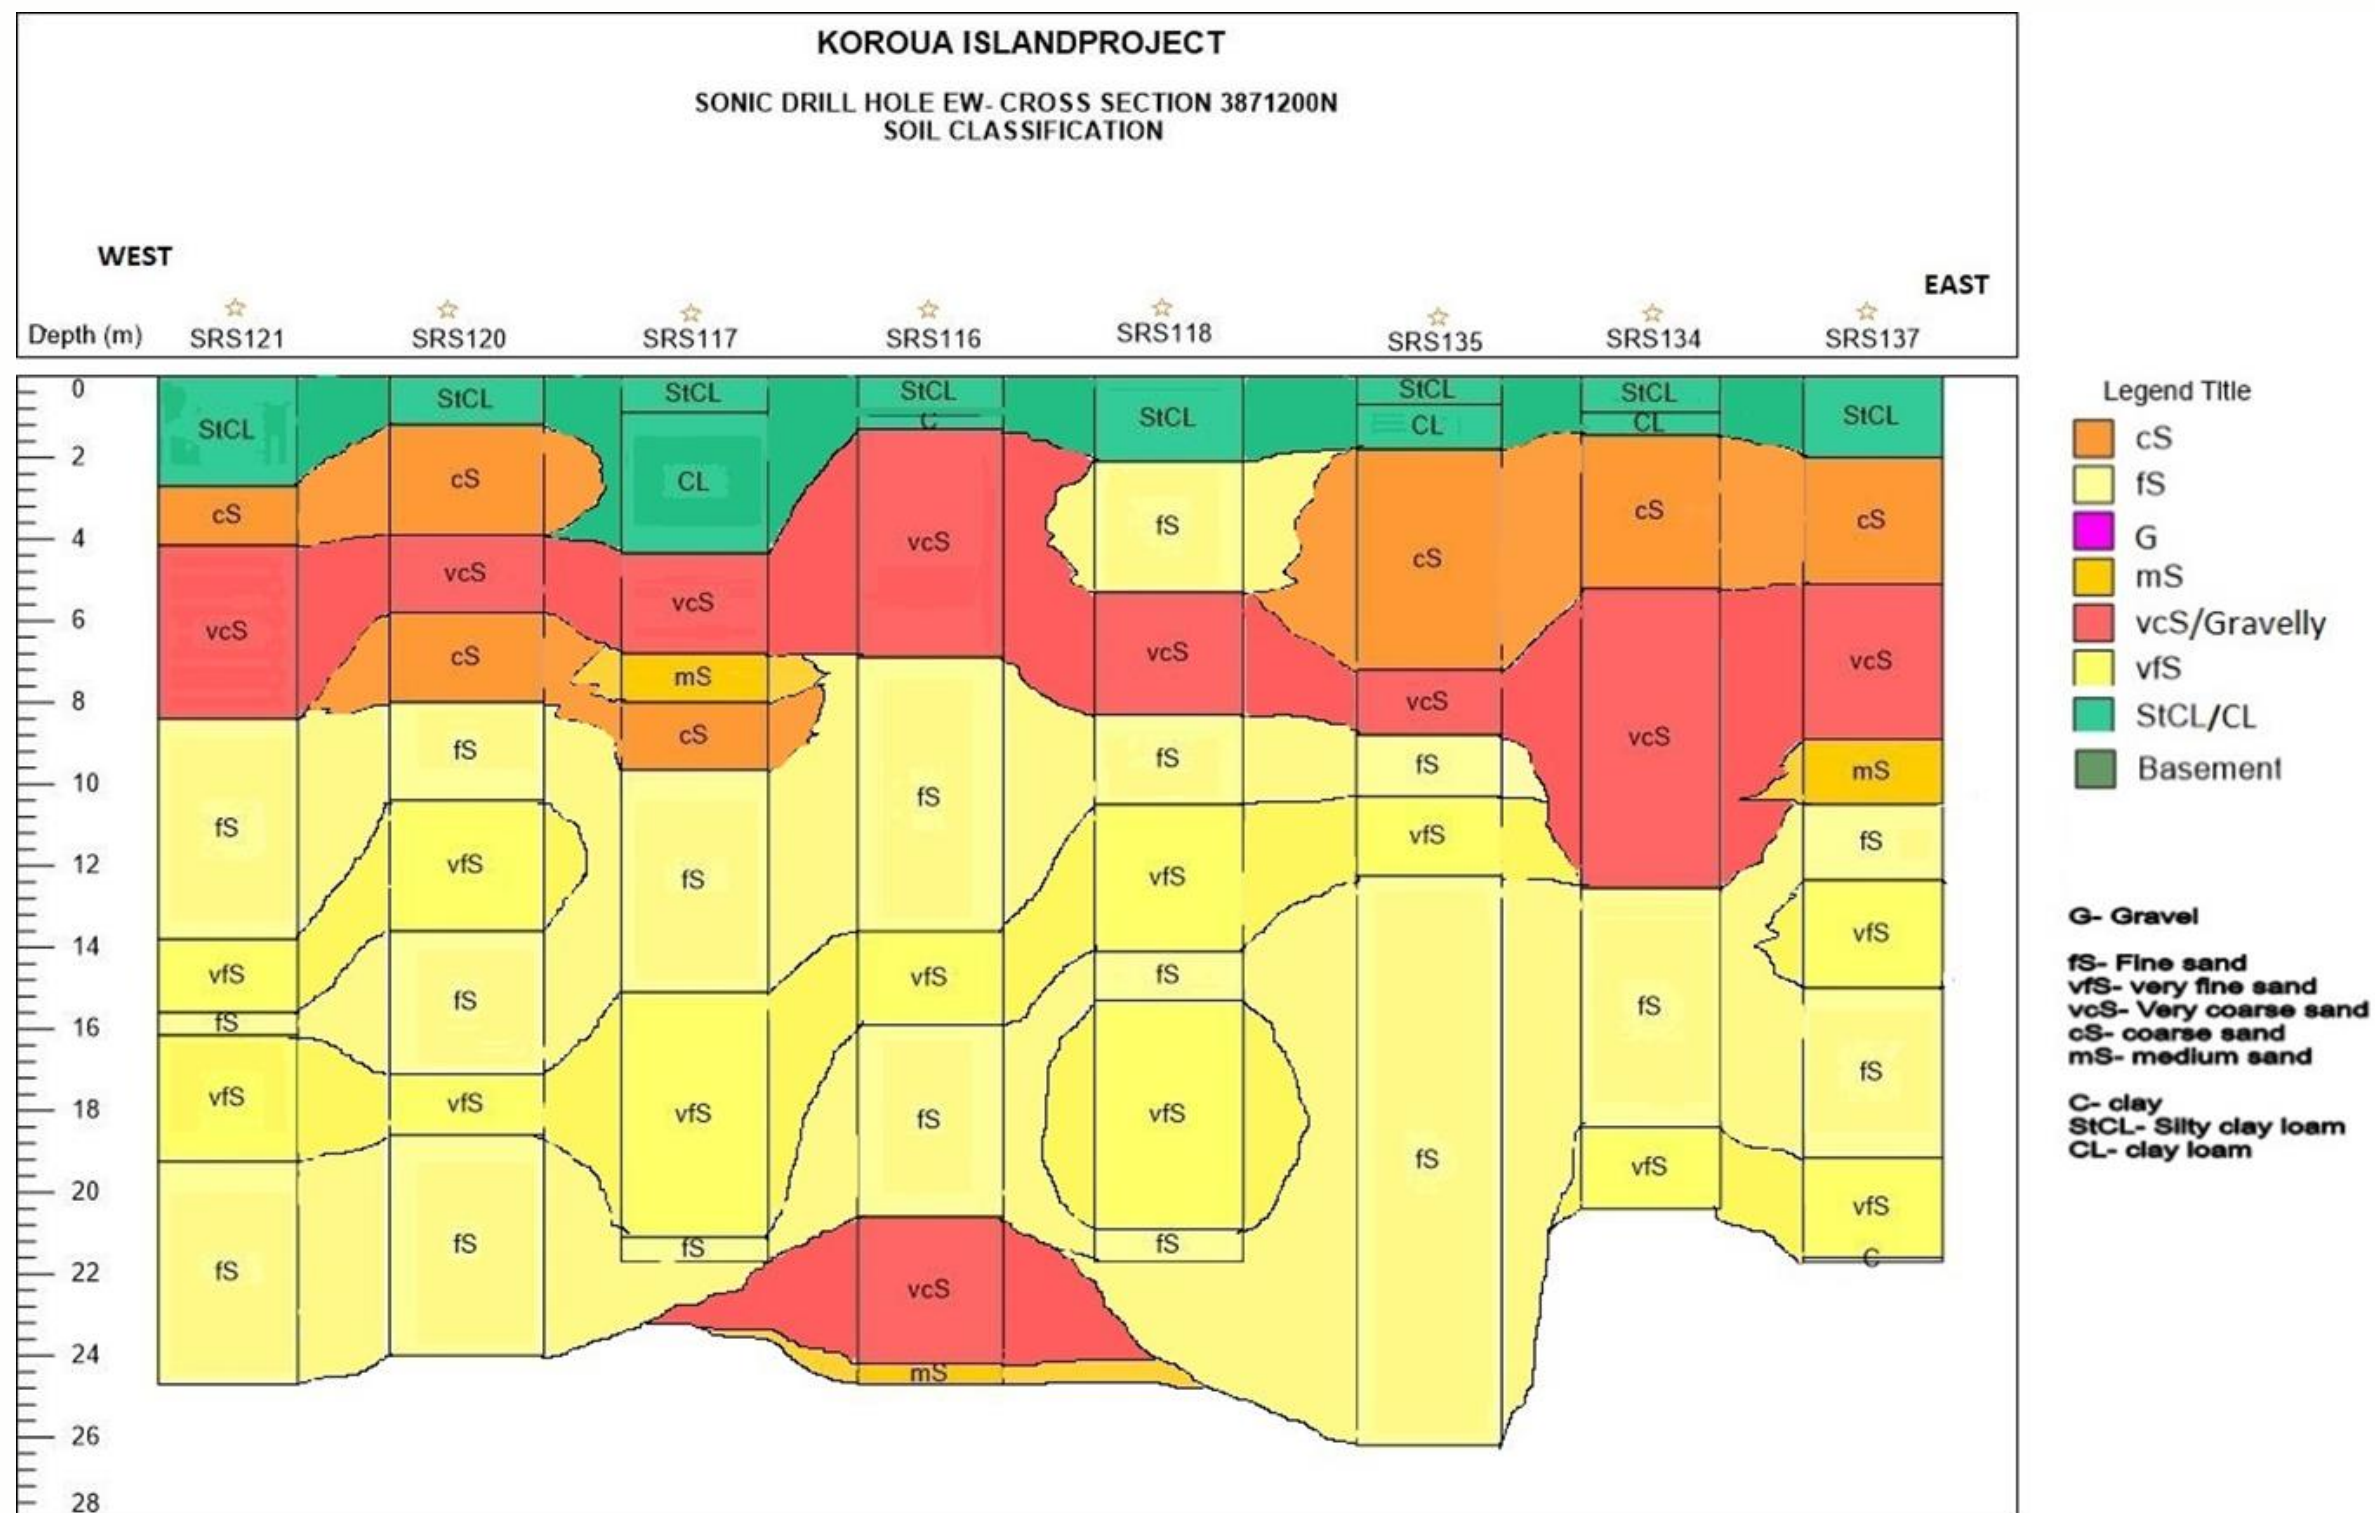 KOROUA ISLANDPROJECT
SONIC DRILL HOLE EW- CROSS SECTION 3871200N
SOIL CLASSIFICATION
WEST
EAST
Depth (m) SRS121 SRS120 SRS117 SRS116 SRS118 SRS135 SRS134 SRS137
0
2
4
6
8
10
12
14
16
18
20
22
24
26
28
StCL
cS
vcS
fS
vfS
fS
vfS
fS
StCL
cS
vcS
cS
fS
vfS
fS
vfS
fS
StCL
CL
vcS
mS
cS
fS
vfS
fS
StCL
C
vcS
fS
vfS
fS
vcS
mS
StCL
fS
vcS
fS
vfS
fS
vfS
fS
StCL
CL
cS
vcS
fS
vfS
fS
StCL
CL
cS
vcS
fS
vfS
StCL
cS
vcS
mS
fS
vfS
fS
vfS
C
Legend Title
cS
fS
G
mS
vcS/Gravelly
vfS
StCL/CL
Basement
G- Gravel
fS- Fine sand
vfS- very fine sand
vcS- Very coarse sand
cS- coarse sand
mS- medium sand
C- clay
StCL- Silty clay loam
CL- clay loam